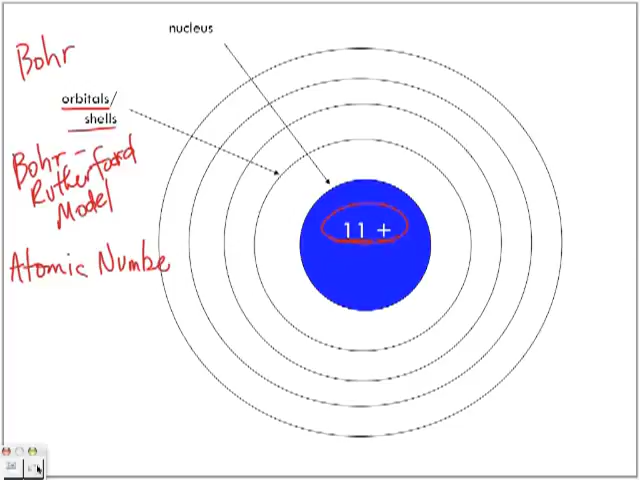 nucleus
Bohr
orbitals/
shells
Bohr-
Rutherford
Model
11 +
Atomic Numbe